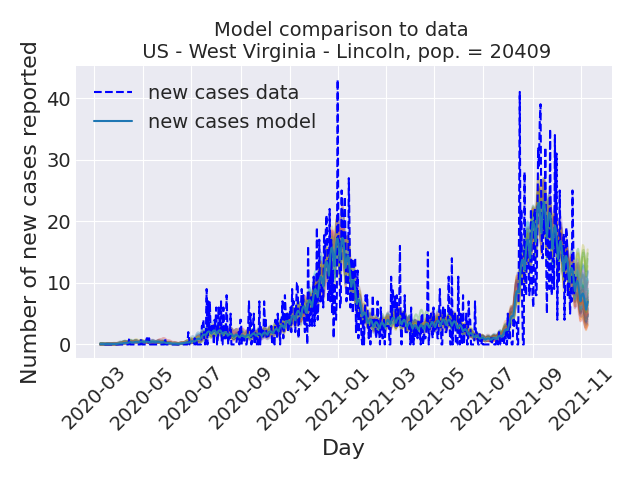 Model comparison to data
US - West Virginia - Lincoln, pop. = 20409
new cases data
new cases model
Number of new cases reported
40
30
20
10
0
2020-03
2020-05
2020-07
2020-09
2020-11
2021-01
2021-03
2021-05
2021-07
2021-09
2021-11
Day